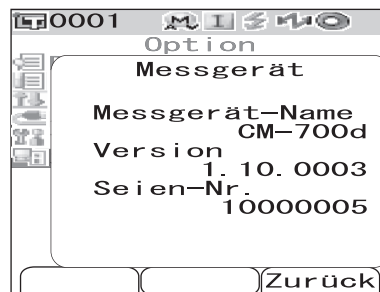 0001 M I
Option
Messgerät
Messgerät-Name
CM-700d
Version
1.10.0003
Seien-Nr.
10000005
Zurück